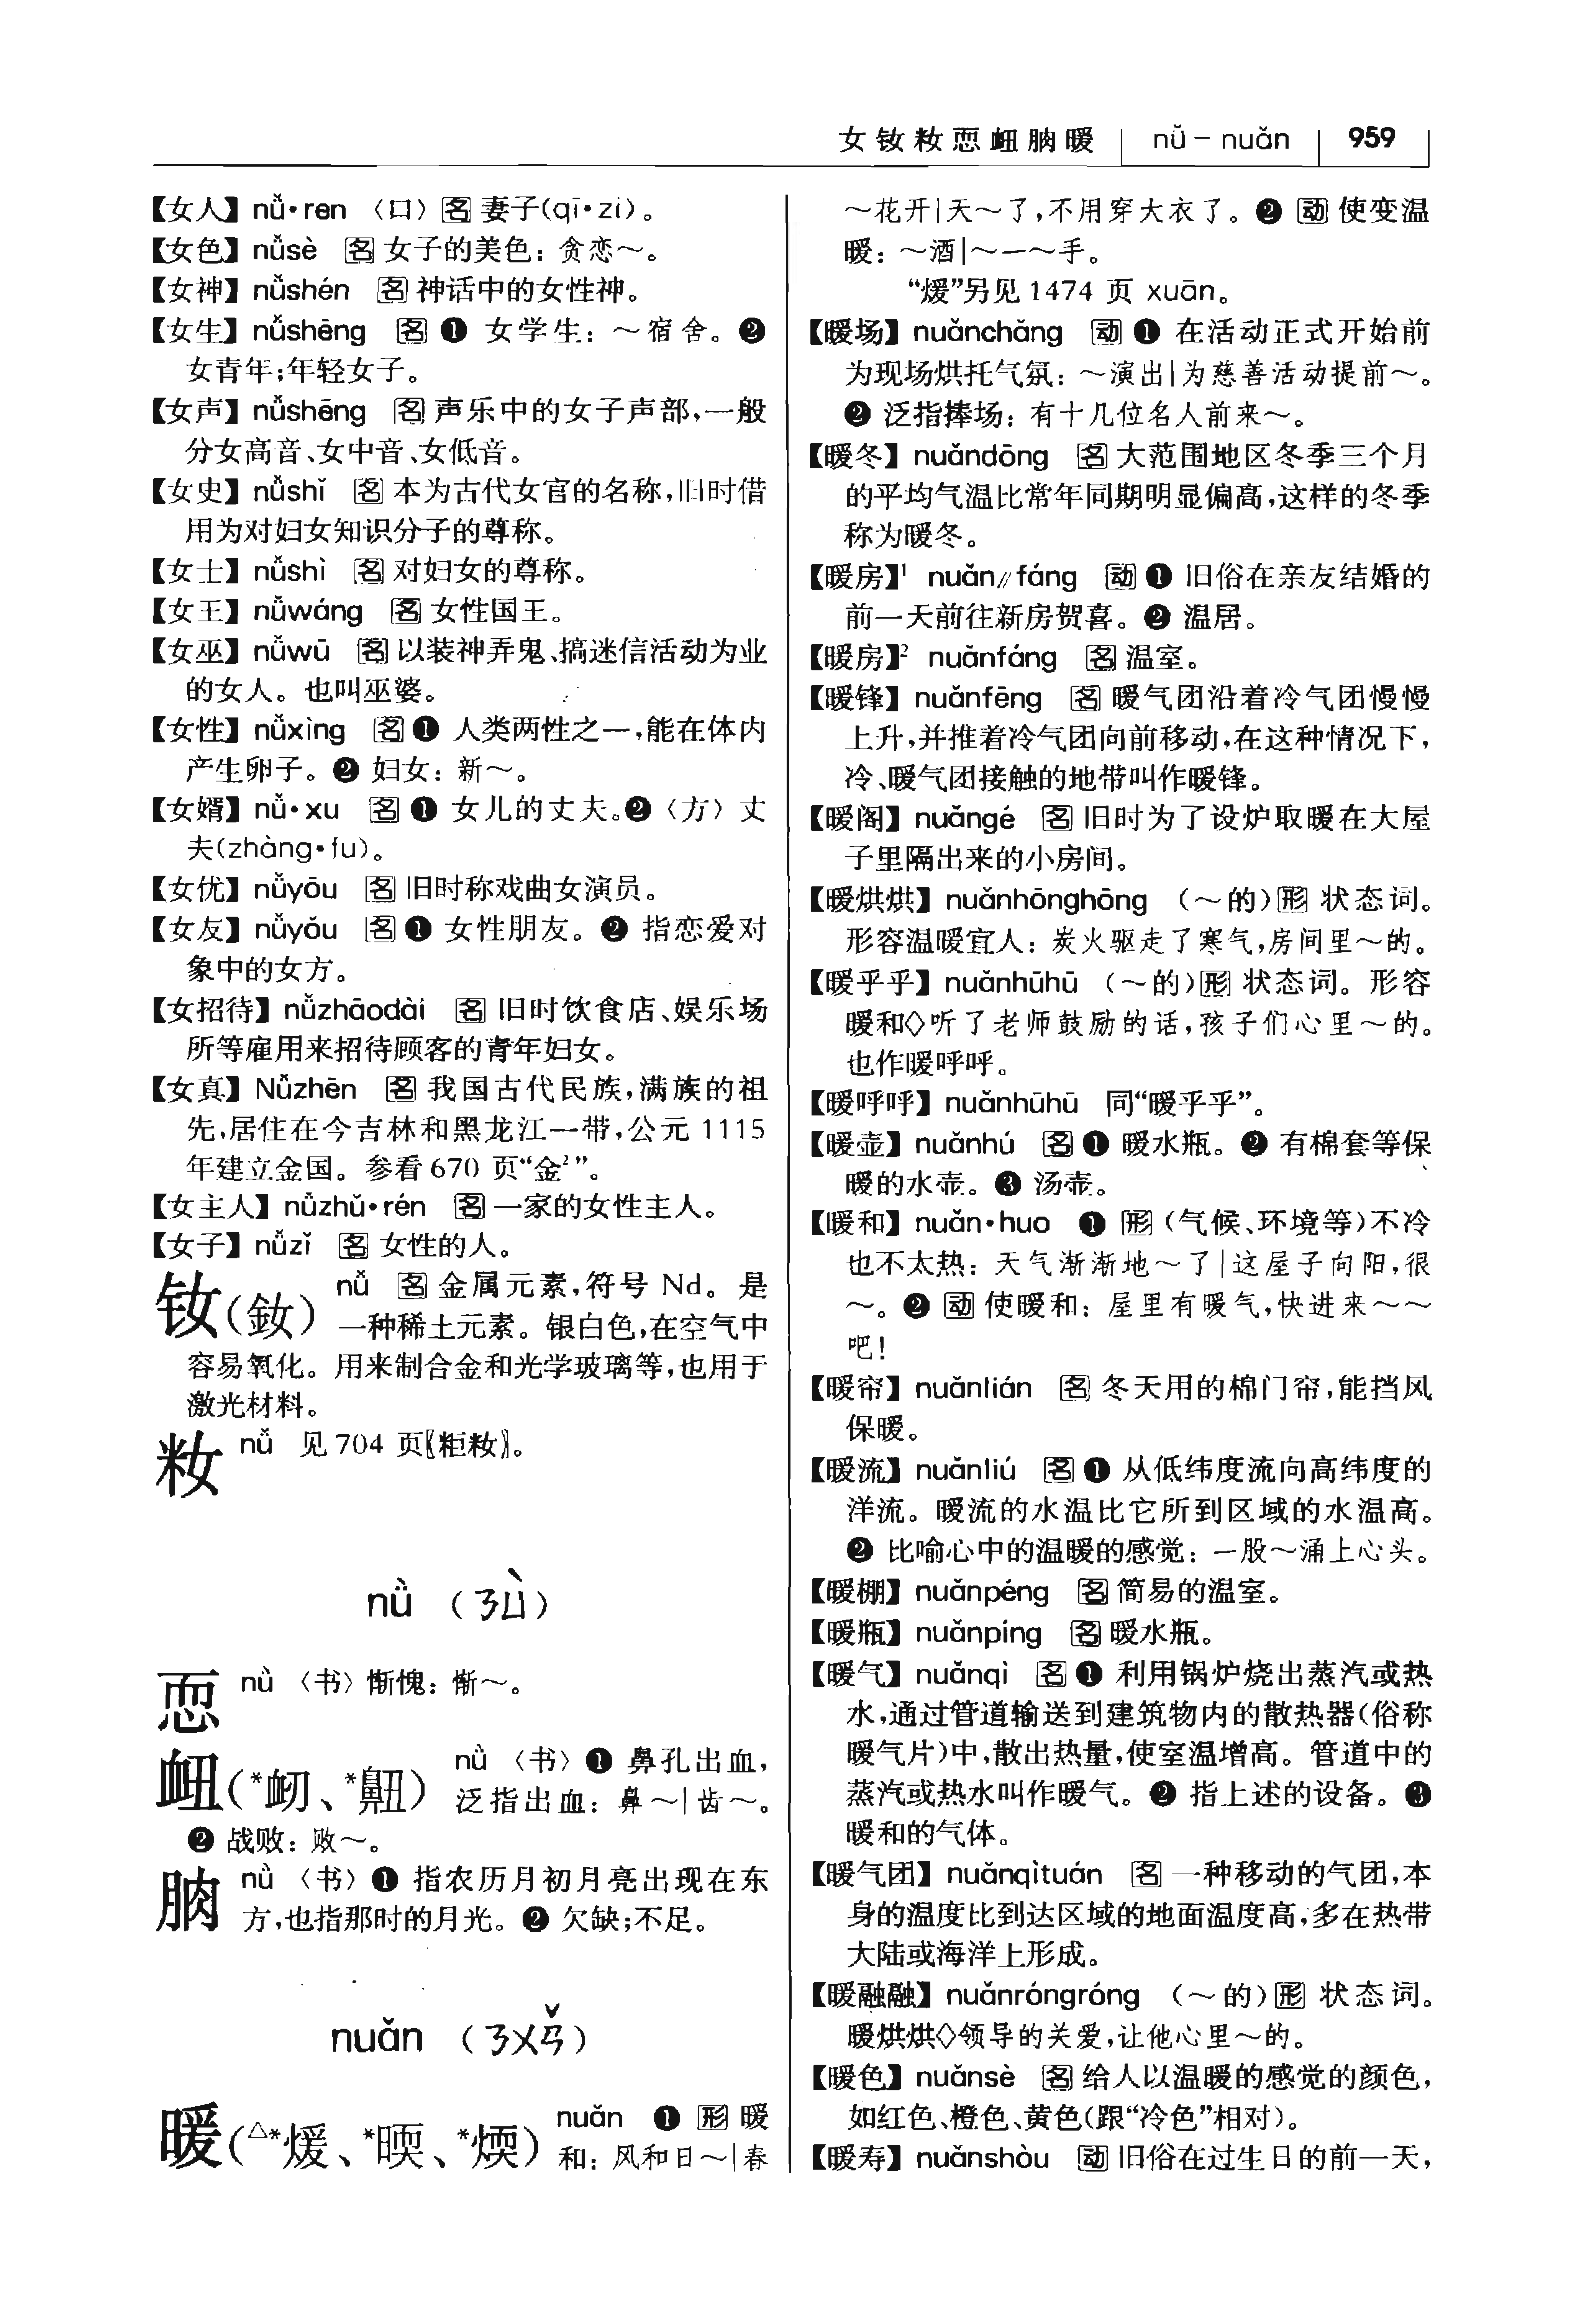 女钕籹恧衄朒暖 nǚ－nuǎn 959
【女人】nǚ·ren 〈口〉名 妻子(qī·zi)。
【女色】nǚsè 名 女子的美色：贪恋～。
【女神】nǚshén 名 神话中的女性神。
【女生】nǚshēng 名 ❶ 女学生：～宿舍。❷
女青年；年轻女子。
【女声】nǚshēng 名 声乐中的女子声部，一般
分女高音、女中音、女低音。
【女史】nǚshǐ 名 本为古代女官的名称，旧时借
用为对妇女知识分子的尊称。
【女士】nǚshì 名 对妇女的尊称。
【女王】nǚwáng 名 女性国王。
【女巫】nǚwū 名 以装神弄鬼、搞迷信活动为业
的女人。也叫巫婆。
【女性】nǚxìng 名 ❶ 人类两性之一，能在体内
产生卵子。❷ 妇女：新～。
【女婿】nǚ·xu 名 ❶ 女儿的丈夫。❷〈方〉丈
夫(zhàng·fu)。
【女优】nǚyōu 名 旧时称戏曲女演员。
【女友】nǚyǒu 名 ❶ 女性朋友。❷ 指恋爱对
象中的女方。
【女招待】nǚzhāodài 名 旧时饮食店、娱乐场
所等雇用来招待顾客的青年妇女。
【女真】Nǚzhēn 名 我国古代民族，满族的祖
先，居住在今吉林和黑龙江一带，公元 1115
年建立金国。参看 670 页“金²”。
【女主人】nǚzhǔ·rén 名 一家的女性主人。
【女子】nǚzǐ 名 女性的人。
钕(釹) nǚ 名 金属元素，符号 Nd。是
一种稀土元素。银白色，在空气中
容易氧化。用来制合金和光学玻璃等，也用于
激光材料。
籹 nǚ 见 704 页〖粔籹〗。
nǜ （ㄋㄩˋ）
恧 nǜ 〈书〉惭愧：惭～。
衄(*衂、*䶊) nǜ 〈书〉❶ 鼻孔出血，
泛指出血：鼻～|齿～。
❷ 战败：败～。
朒 nǜ 〈书〉❶ 指农历月初月亮出现在东
方，也指那时的月光。❷ 欠缺；不足。
nuǎn （ㄋㄨㄢˇ）
暖(△*煖、*㬉、*煗) nuǎn ❶ 形 暖
和：风和日～|春
～花开|天～了，不用穿大衣了。❷ 动 使变温
暖：～酒|～一～手。
“煖”另见 1474 页 xuān。
【暖场】nuǎnchǎng 动 ❶ 在活动正式开始前
为现场烘托气氛：～演出|为慈善活动提前～。
❷ 泛指捧场：有十几位名人前来～。
【暖冬】nuǎndōng 名 大范围地区冬季三个月
的平均气温比常年同期明显偏高，这样的冬季
称为暖冬。
【暖房】¹ nuǎn∥fáng 动 ❶ 旧俗在亲友结婚的
前一天前往新房贺喜。❷ 温居。
【暖房】² nuǎnfáng 名 温室。
【暖锋】nuǎnfēng 名 暖气团沿着冷气团慢慢
上升，并推着冷气团向前移动，在这种情况下，
冷、暖气团接触的地带叫作暖锋。
【暖阁】nuǎngé 名 旧时为了设炉取暖在大屋
子里隔出来的小房间。
【暖烘烘】nuǎnhōnghōng （～的）形 状态词。
形容温暖宜人：炭火驱走了寒气，房间里～的。
【暖乎乎】nuǎnhūhū （～的）形 状态词。形容
暖和◇听了老师鼓励的话，孩子们心里～的。
也作暖呼呼。
【暖呼呼】nuǎnhūhū 同“暖乎乎”。
【暖壶】nuǎnhú 名 ❶ 暖水瓶。❷ 有棉套等保
暖的水壶。❸ 汤壶。
【暖和】nuǎn·huo ❶ 形（气候、环境等）不冷
也不太热：天气渐渐地～了|这屋子向阳，很
～。❷ 动 使暖和：屋里有暖气，快进来～～
吧！
【暖帘】nuǎnlián 名 冬天用的棉门帘，能挡风
保暖。
【暖流】nuǎnliú 名 ❶ 从低纬度流向高纬度的
洋流。暖流的水温比它所到区域的水温高。
❷ 比喻心中的温暖的感觉：一股～涌上心头。
【暖棚】nuǎnpéng 名 简易的温室。
【暖瓶】nuǎnpíng 名 暖水瓶。
【暖气】nuǎnqì 名 ❶ 利用锅炉烧出蒸汽或热
水，通过管道输送到建筑物内的散热器（俗称
暖气片）中，散出热量，使室温增高。管道中的
蒸汽或热水叫作暖气。❷ 指上述的设备。❸
暖和的气体。
【暖气团】nuǎnqìtuán 名 一种移动的气团，本
身的温度比到达区域的地面温度高，多在热带
大陆或海洋上形成。
【暖融融】nuǎnróngróng （～的）形 状态词。
暖烘烘◇领导的关爱，让他心里～的。
【暖色】nuǎnsè 名 给人以温暖的感觉的颜色，
如红色、橙色、黄色（跟“冷色”相对）。
【暖寿】nuǎnshòu 动 旧俗在过生日的前一天，